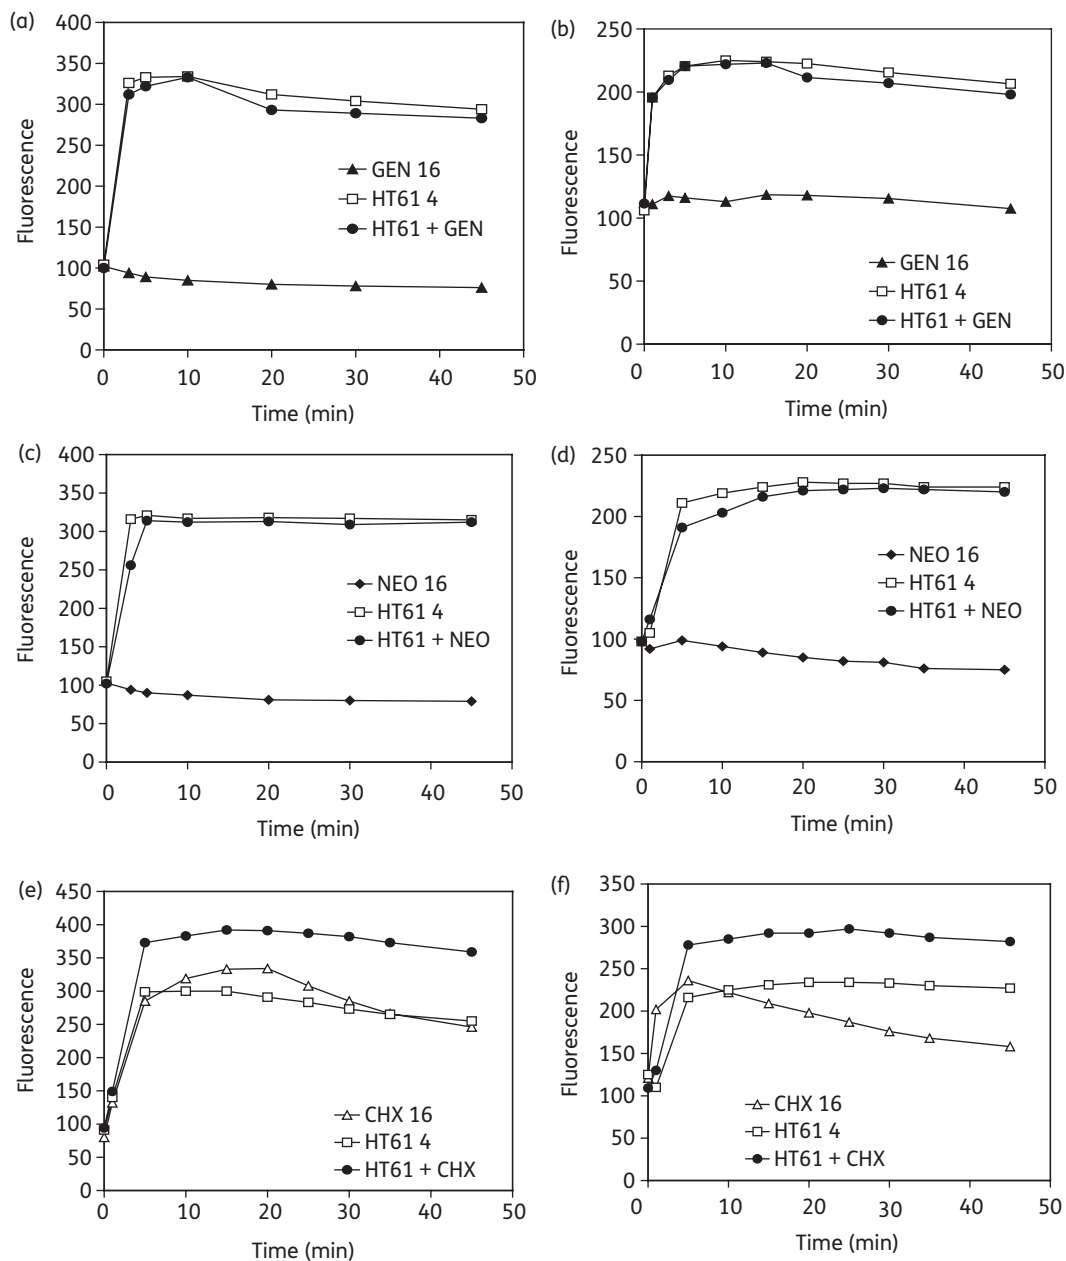 (a)
400
350
300
250
200
150
100
50
0
Fluorescence
GEN 16
HT61 4
HT61 + GEN
0 10 20 30 40 50
Time (min)
(b)
250
200
150
100
50
0
Fluorescence
GEN 16
HT61 4
HT61 + GEN
0 10 20 30 40 50
Time (min)
(c)
400
350
300
250
200
150
100
50
0
Fluorescence
NEO 16
HT61 4
HT61 + NEO
0 10 20 30 40 50
Time (min)
(d)
250
200
150
100
50
0
Fluorescence
NEO 16
HT61 4
HT61 + NEO
0 10 20 30 40 50
Time (min)
(e)
450
400
350
300
250
200
150
100
50
0
Fluorescence
CHX 16
HT61 4
HT61 + CHX
0 10 20 30 40 50
Time (min)
(f)
350
300
250
200
150
100
50
0
Fluorescence
CHX 16
HT61 4
HT61 + CHX
0 10 20 30 40 50
Time (min)